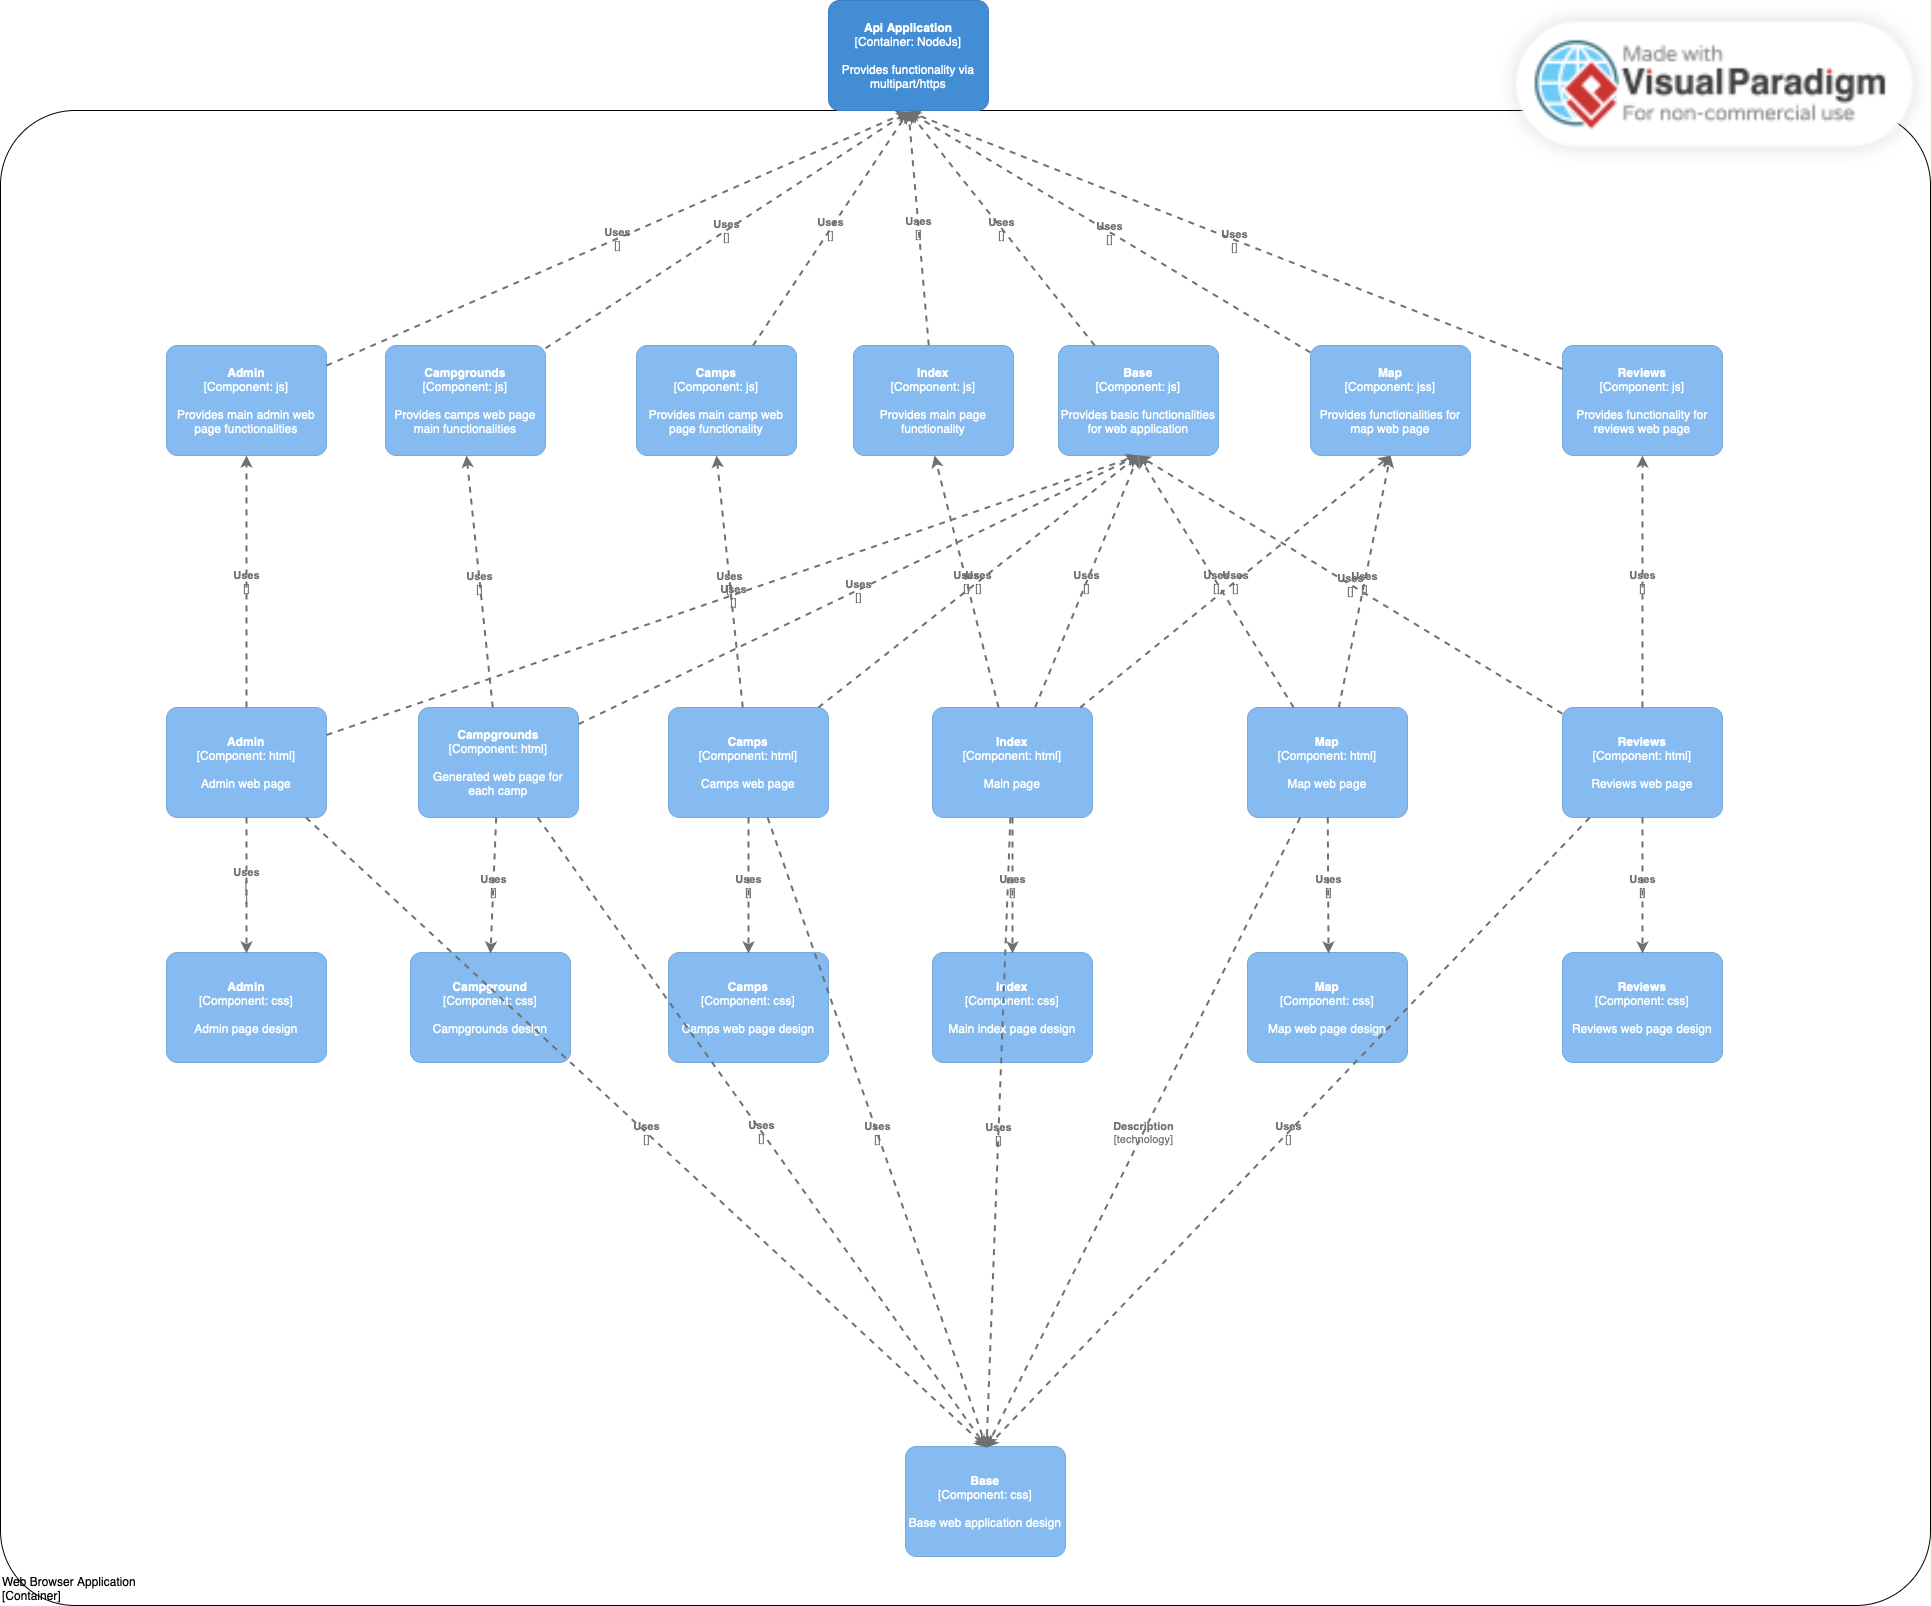 Api Application
[Container: NodeJs]
Provides functionality via
multipart/https
Made with
Visual Paradigm
For non-commercial use
Uses
[]
Uses
[]
Uses
[]
Uses
[]
Uses
[]
Uses
[]
Uses
[]
Admin
[Component: js]
Provides main admin web
page functionalities
Campgrounds
[Component: js]
Provides camps web page
main functionalities
Camps
[Component: js]
Provides main camp web
page functionality
Index
[Component: js]
Provides main page
functionality
Base
[Component: js]
Provides basic functionalities
for web application
Map
[Component: jss]
Provides functionalities for
map web page
Reviews
[Component: js]
Provides functionality for
reviews web page
Uses
[]
Uses
[]
Uses
[]
Uses
[]
Uses
[]
Uses
[]
Uses
[]
Uses
[]
Uses
[]
Uses
[]
Uses
[]
Uses
[]
Uses
[]
Admin
[Component: html]
Admin web page
Campgrounds
[Component: html]
Generated web page for
each camp
Camps
[Component: html]
Camps web page
Index
[Component: html]
Main page
Map
[Component: html]
Map web page
Reviews
[Component: html]
Reviews web page
Uses
[]
Uses
[]
Uses
[]
Uses
[]
Uses
[]
Uses
[]
Admin
[Component: css]
Admin page design
Campground
[Component: css]
Campgrounds design
Camps
[Component: css]
Camps web page design
Index
[Component: css]
Main index page design
Map
[Component: css]
Map web page design
Reviews
[Component: css]
Reviews web page design
Uses
[]
Uses
[]
Uses
[]
Uses
[]
Description
[technology]
Uses
[]
Base
[Component: css]
Base web application design
Web Browser Application
[Container]